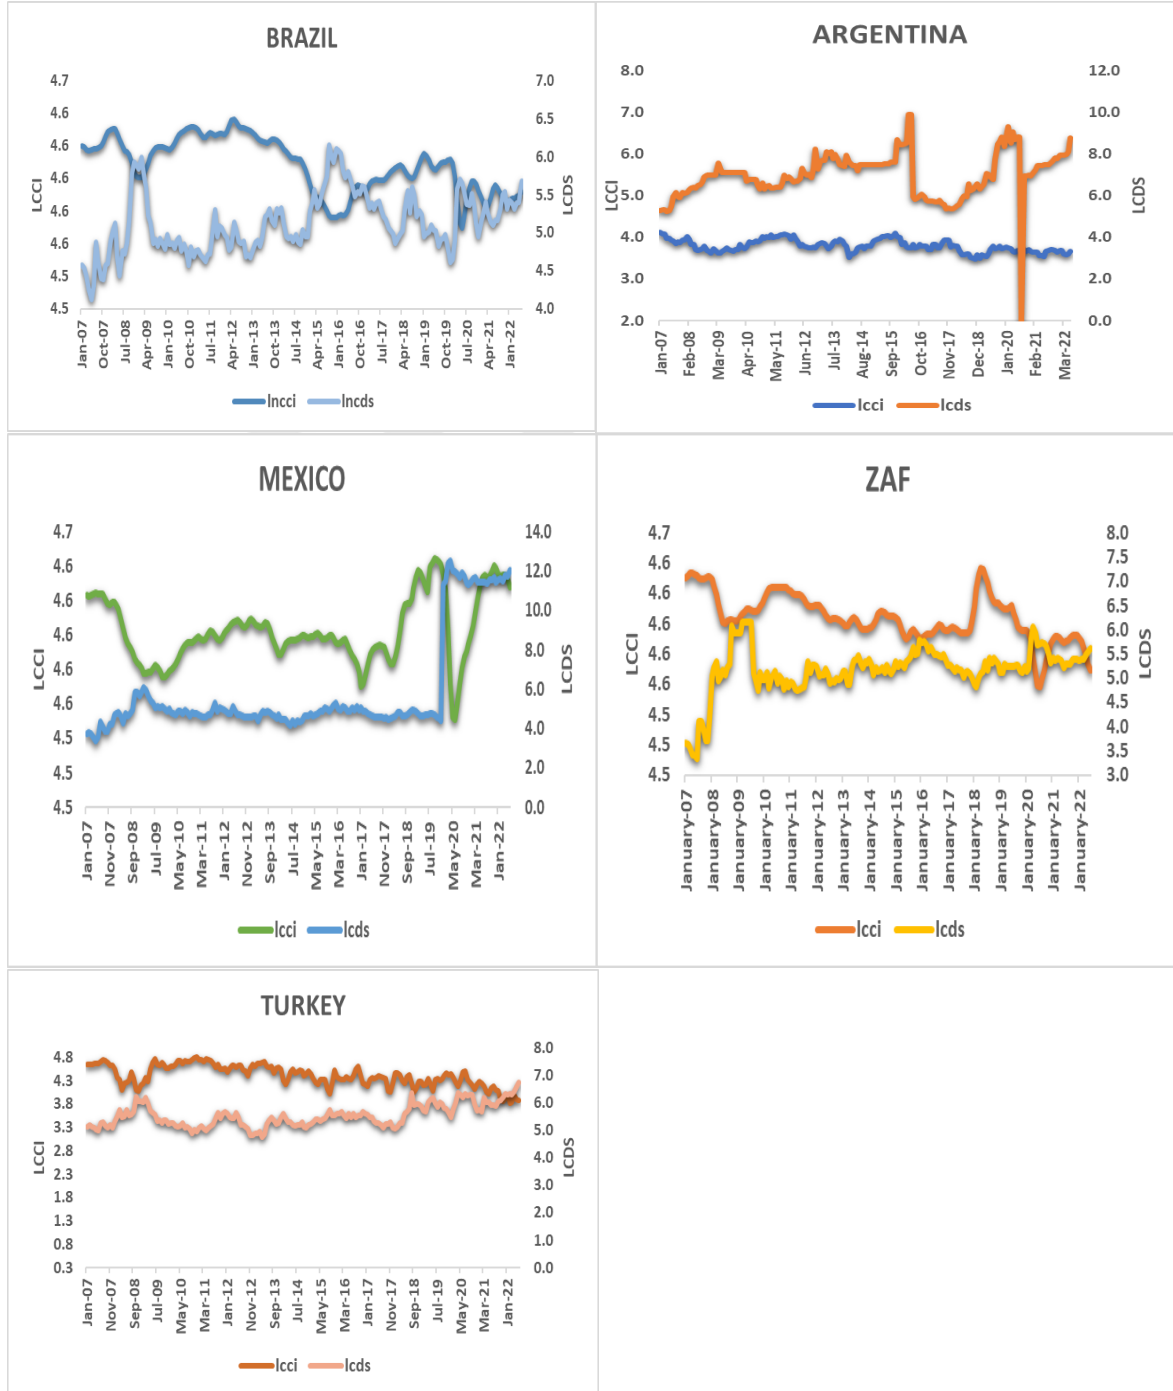 BRAZIL
LCCI
4.7
4.6
4.6
4.6
4.6
4.6
4.5
4.5
7.0
6.5
6.0
5.5
5.0
4.5
4.0
LCDS
Jan-07
Oct-07
Jul-08
Apr-09
Jan-10
Oct-10
Jul-11
Apr-12
Jan-13
Oct-13
Jul-14
Apr-15
Jan-16
Oct-16
Jul-17
Apr-18
Jan-19
Oct-19
Jul-20
Apr-21
Jan-22
lncci lncds
ARGENTINA
LCCI
8.0
7.0
6.0
5.0
4.0
3.0
2.0
12.0
10.0
8.0
6.0
4.0
2.0
0.0
LCDS
Jan-07
Feb-08
Mar-09
Apr-10
May-11
Jun-12
Jul-13
Aug-14
Sep-15
Oct-16
Nov-17
Dec-18
Jan-20
Feb-21
Mar-22
lcci lcds
MEXICO
LCCI
4.7
4.6
4.6
4.6
4.6
4.6
4.5
4.5
4.5
14.0
12.0
10.0
8.0
6.0
4.0
2.0
0.0
LCDS
Jan-07
Nov-07
Sep-08
Jul-09
May-10
Mar-11
Jan-12
Nov-12
Sep-13
Jul-14
May-15
Mar-16
Jan-17
Nov-17
Sep-18
Jul-19
May-20
Mar-21
Jan-22
lcci lcds
ZAF
LCCI
4.7
4.6
4.6
4.6
4.6
4.6
4.5
4.5
4.5
8.0
7.5
7.0
6.5
6.0
5.5
5.0
4.5
4.0
3.5
3.0
LCDS
January-07
January-08
January-09
January-10
January-11
January-12
January-13
January-14
January-15
January-16
January-17
January-18
January-19
January-20
January-21
January-22
lcci lcds
TURKEY
LCCI
4.8
4.3
3.8
3.3
2.8
2.3
1.8
1.3
0.8
0.3
8.0
7.0
6.0
5.0
4.0
3.0
2.0
1.0
0.0
LCDS
Jan-07
Nov-07
Sep-08
Jul-09
May-10
Mar-11
Jan-12
Nov-12
Sep-13
Jul-14
May-15
Mar-16
Jan-17
Nov-17
Sep-18
Jul-19
May-20
Mar-21
Jan-22
lcci lcds